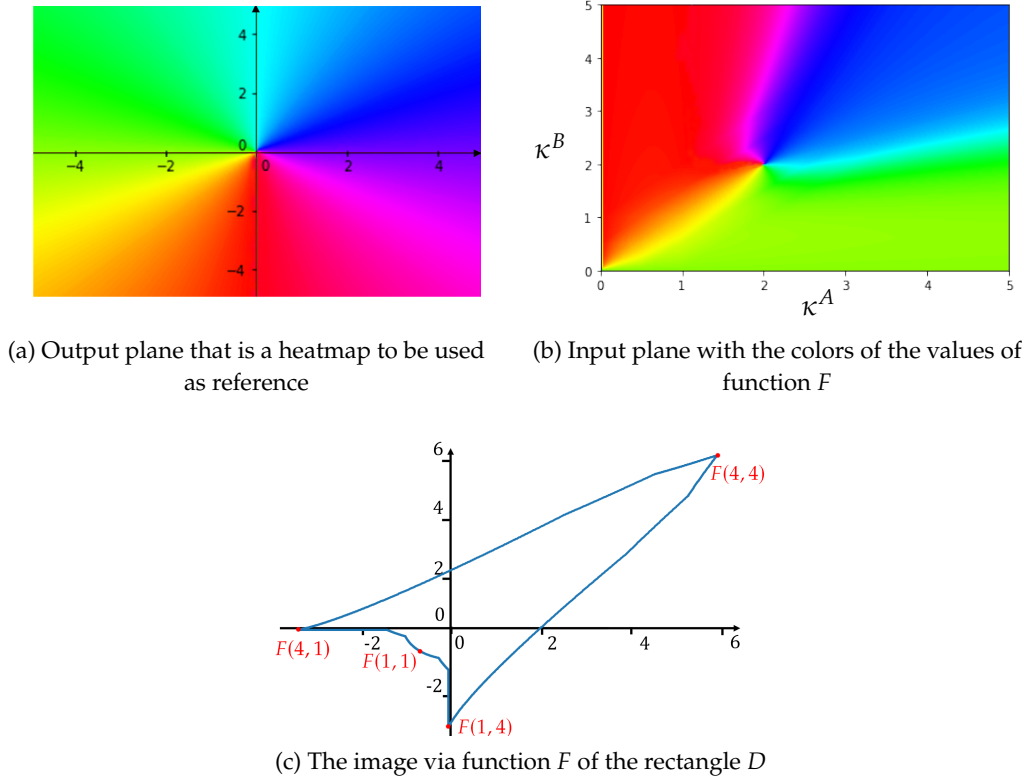 4
2
0
−4 −2 0 2 4
−2
−4
5
4
3
2
1
0
0 1 2 3 4 5
κ^B
κ^A
(a) Output plane that is a heatmap to be used
as reference
(b) Input plane with the colors of the values of
function F
6
4
2
0
-2 0 2 4 6
-2
F(4, 4)
F(4, 1)
F(1, 1)
F(1, 4)
(c) The image via function F of the rectangle D